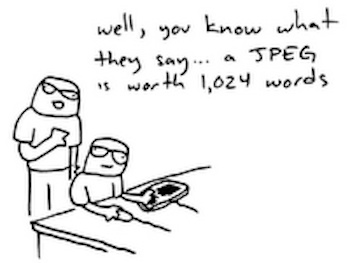 well, you know what
they say... a JPEG
is worth 1,024 words